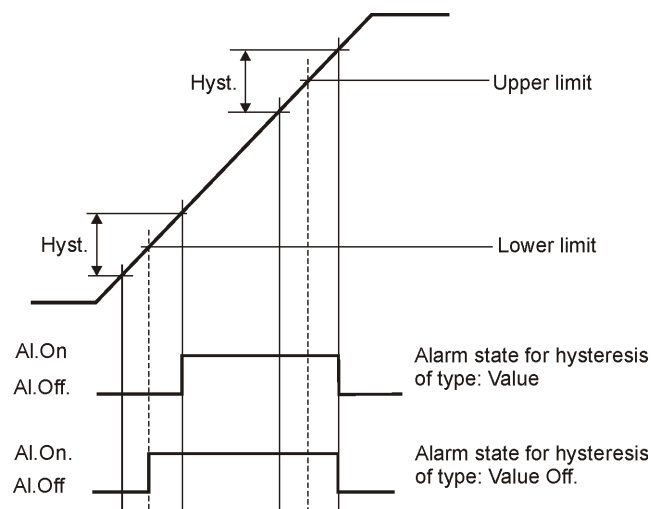 Hyst.
Upper limit
Hyst.
Lower limit
Al.On
Al.Off.
Alarm state for hysteresis
of type: Value
Al.On.
Al.Off
Alarm state for hysteresis
of type: Value Off.